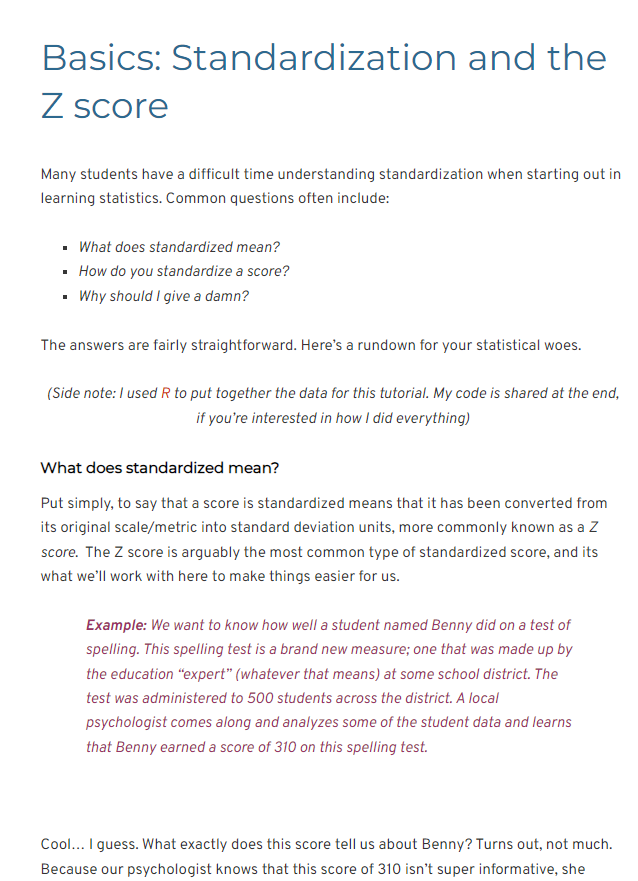 Basics: Standardization and the
Z score
Many students have a difficult time understanding standardization when starting out in
learning statistics. Common questions often include:
▪ What does standardized mean?
▪ How do you standardize a score?
▪ Why should I give a damn?
The answers are fairly straightforward. Here’s a rundown for your statistical woes.
(Side note: I used R to put together the data for this tutorial. My code is shared at the end,
if you’re interested in how I did everything)
What does standardized mean?
Put simply, to say that a score is standardized means that it has been converted from
its original scale/metric into standard deviation units, more commonly known as a Z
score. The Z score is arguably the most common type of standardized score, and its
what we’ll work with here to make things easier for us.
Example: We want to know how well a student named Benny did on a test of
spelling. This spelling test is a brand new measure; one that was made up by
the education “expert” (whatever that means) at some school district. The
test was administered to 500 students across the district. A local
psychologist comes along and analyzes some of the student data and learns
that Benny earned a score of 310 on this spelling test.
Cool… I guess. What exactly does this score tell us about Benny? Turns out, not much.
Because our psychologist knows that this score of 310 isn’t super informative, she